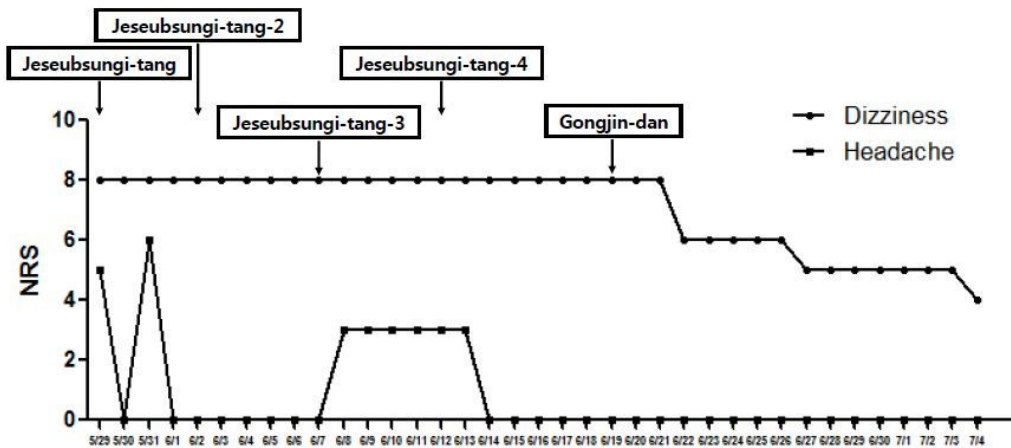 Jeseubsungi-tang-2
Jeseubsungi-tang
Jeseubsungi-tang-4
Jeseubsungi-tang-3
Gongjin-dan
Dizziness
Headache
NRS
10
8
6
4
2
0
5/29 5/30 5/31 6/1 6/2 6/3 6/4 6/5 6/6 6/7 6/8 6/9 6/10 6/11 6/12 6/13 6/14 6/15 6/16 6/17 6/18 6/19 6/20 6/21 6/22 6/23 6/24 6/25 6/26 6/27 6/28 6/29 6/30 7/1 7/2 7/3 7/4